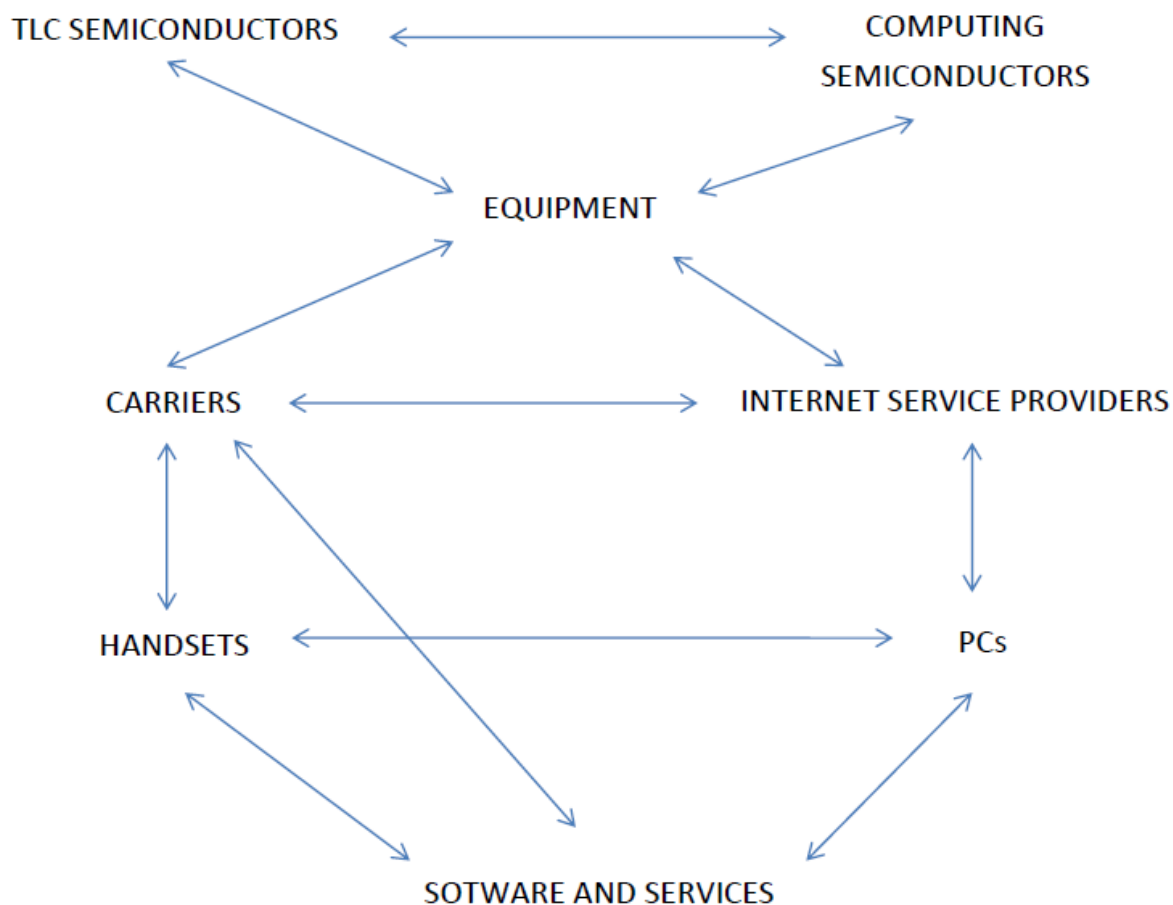 TLC SEMICONDUCTORS
COMPUTING
SEMICONDUCTORS
EQUIPMENT
CARRIERS
INTERNET SERVICE PROVIDERS
HANDSETS
PCs
SOTWARE AND SERVICES